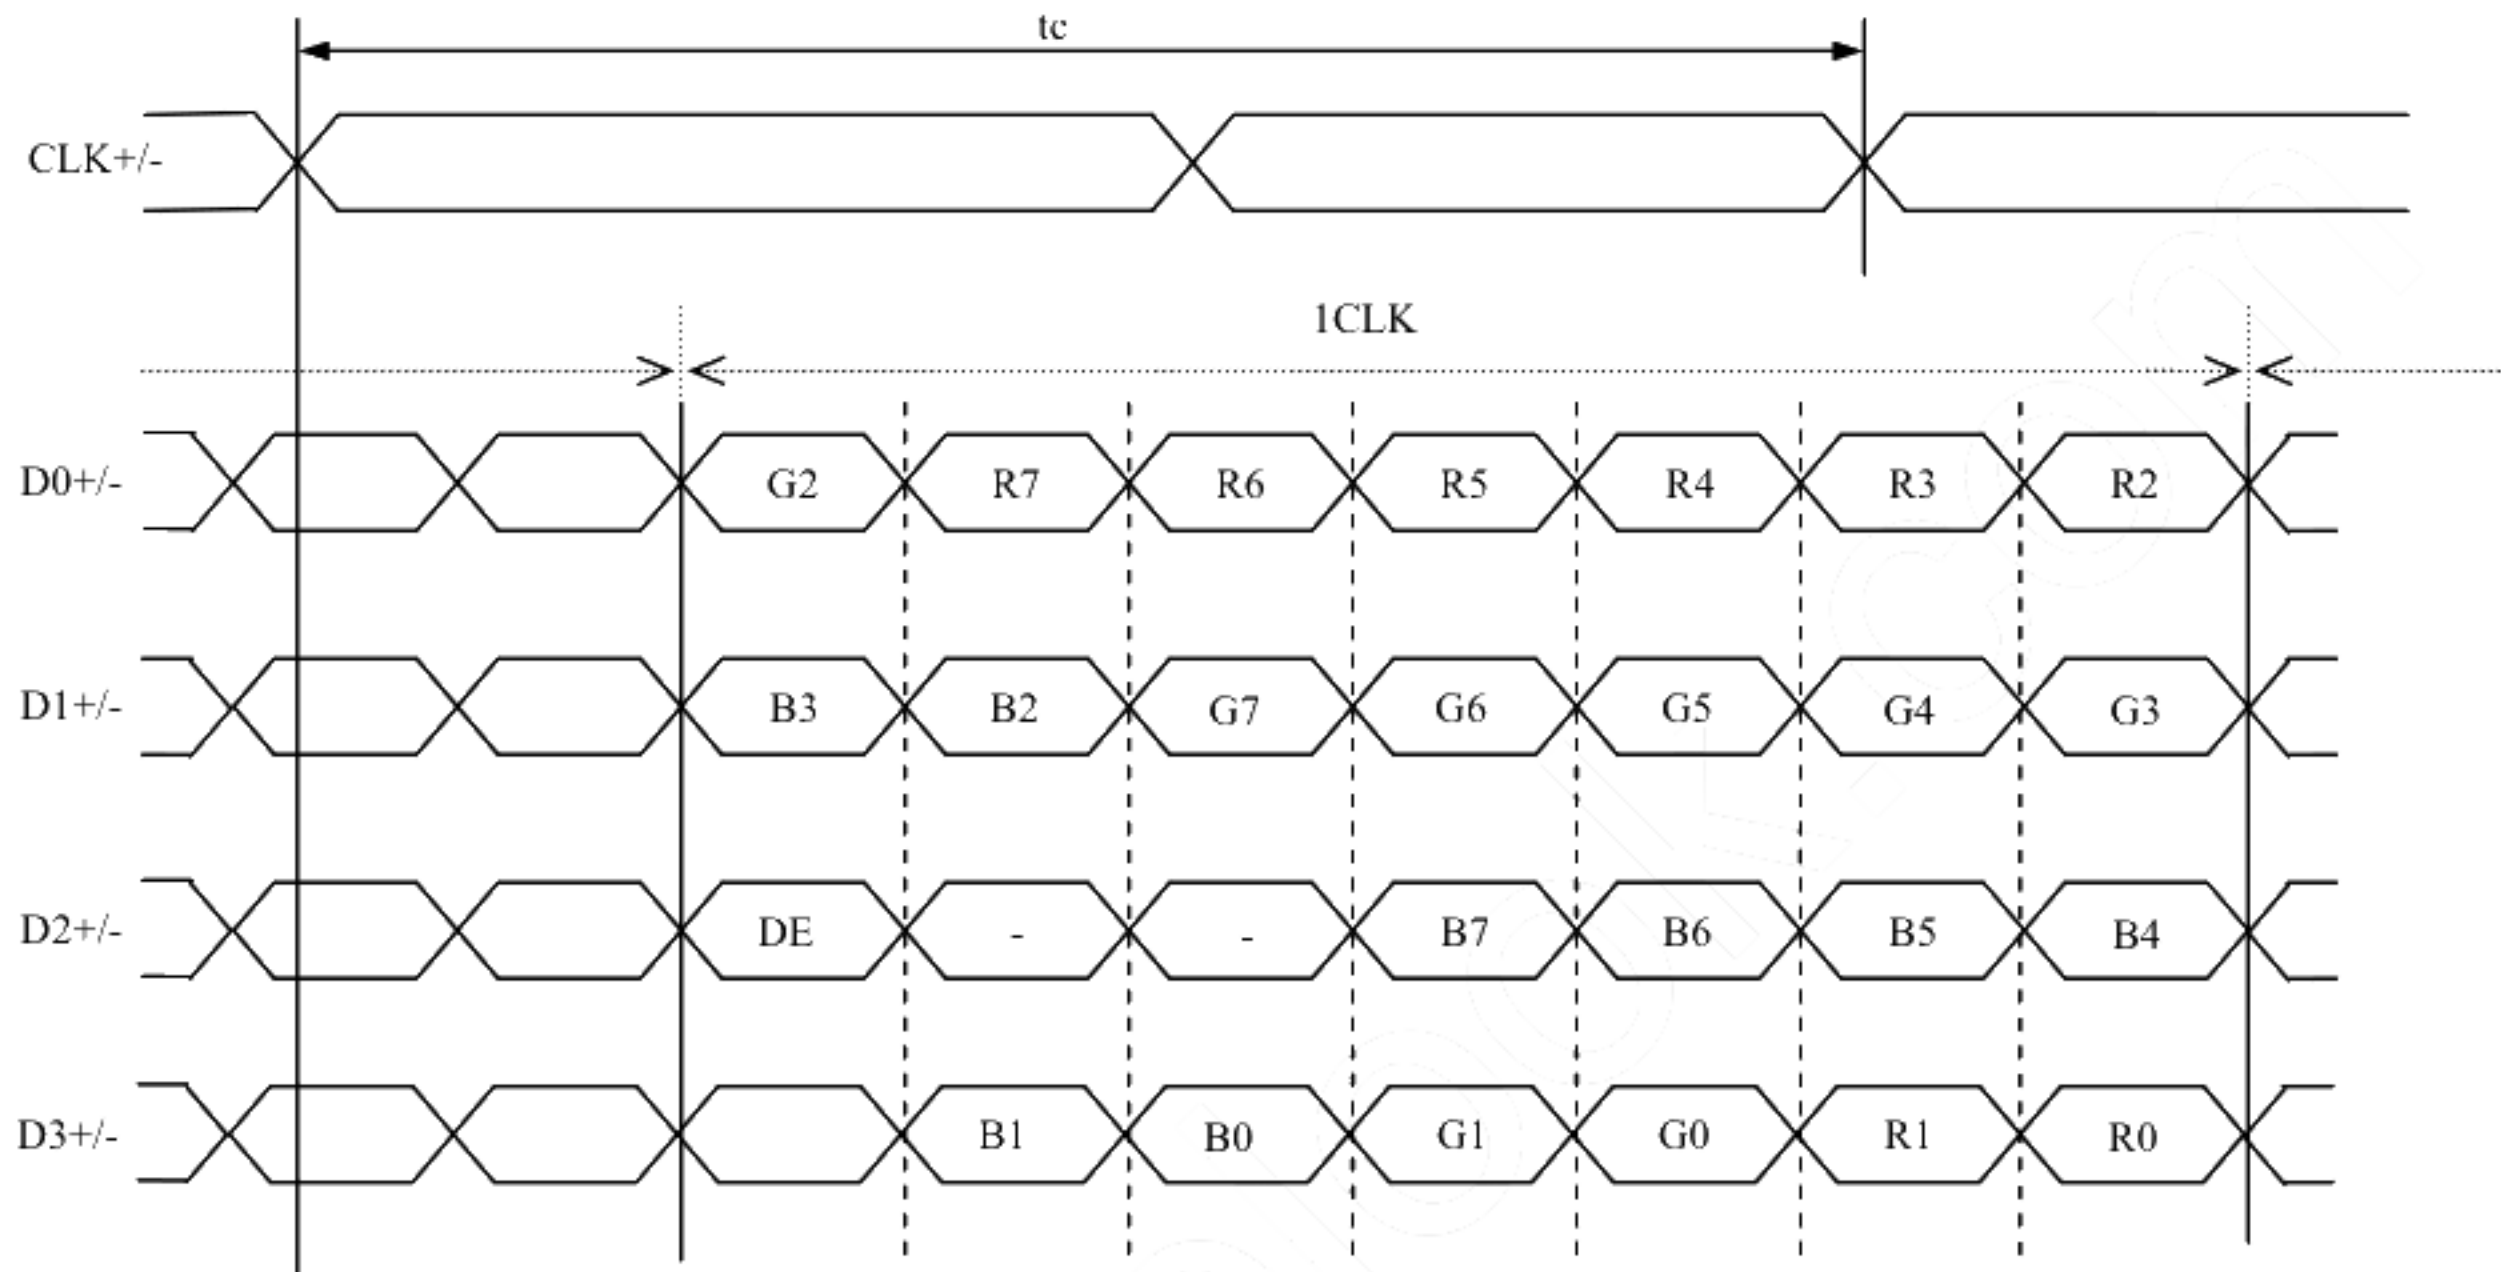 tc
CLK+/-
1CLK
D0+/- G2 R7 R6 R5 R4 R3 R2
D1+/- B3 B2 G7 G6 G5 G4 G3
D2+/- DE - - B7 B6 B5 B4
D3+/- B1 B0 G1 G0 R1 R0